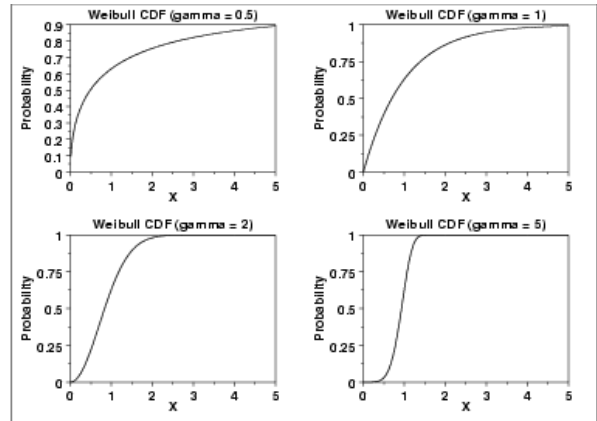 Weibull CDF (gamma = 0.5)
Probability
0.9
0.8
0.7
0.6
0.5
0.4
0.3
0.2
0.1
0
0 1 2 3 4 5
X
Weibull CDF (gamma = 1)
Probability
1
0.75
0.5
0.25
0
0 1 2 3 4 5
X
Weibull CDF (gamma = 2)
Probability
1
0.75
0.5
0.25
0
0 1 2 3 4 5
X
Weibull CDF (gamma = 5)
Probability
1
0.75
0.5
0.25
0
0 1 2 3 4 5
X